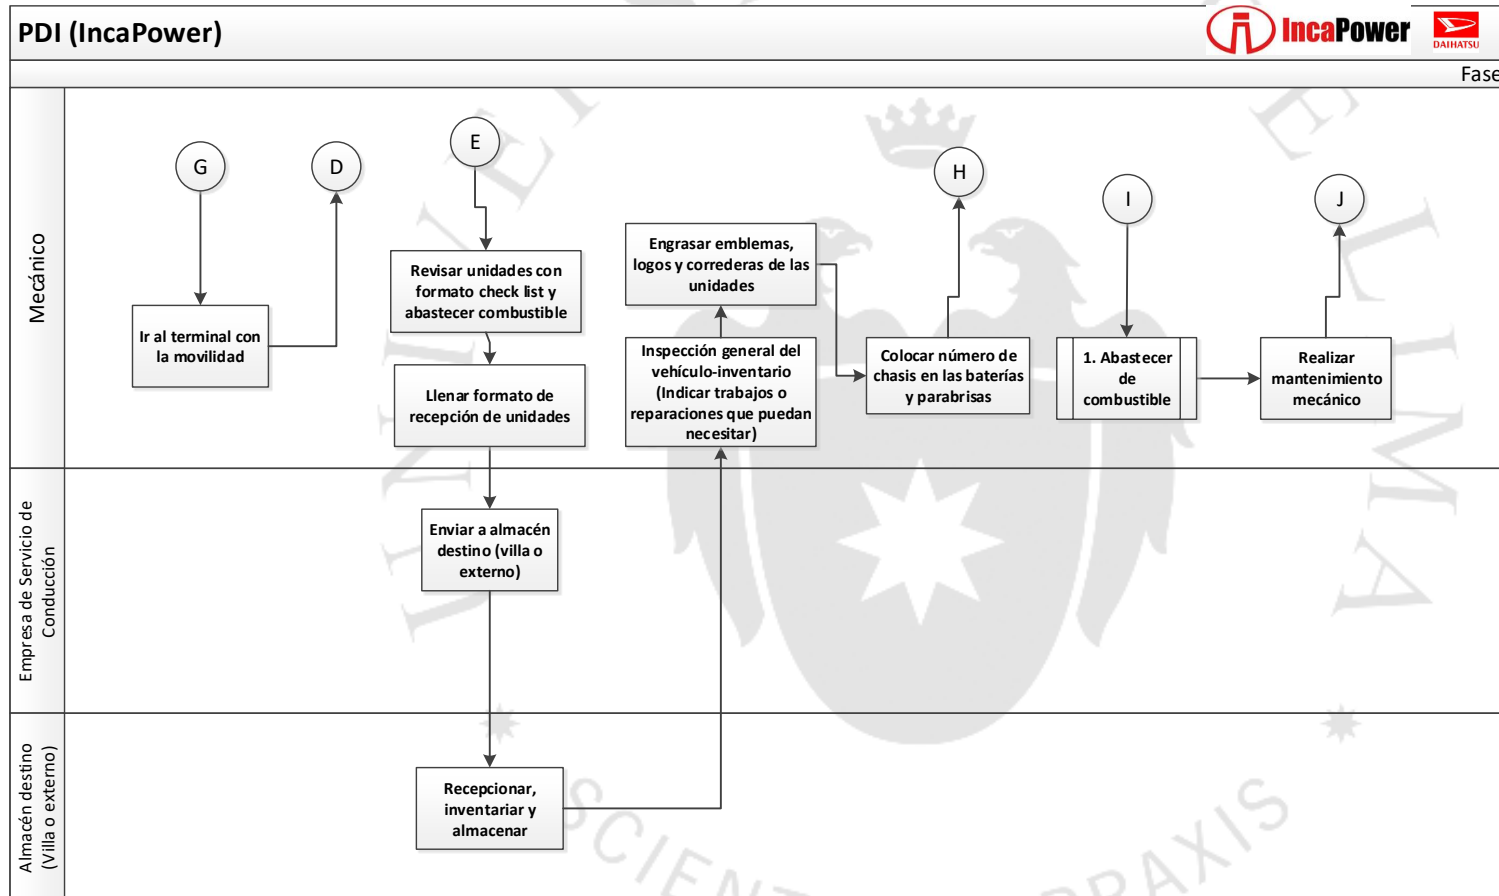 PDI (IncaPower)
IncaPower
DAIHATSU
Fase
Mecánico
G
D
E
H
I
J
Ir al terminal con
la movilidad
Revisar unidades con
formato check list y
abastecer combustible
Llenar formato de
recepción de unidades
Engrasar emblemas,
logos y correderas de las
unidades
Inspección general del
vehículo-inventario
(Indicar trabajos o
reparaciones que puedan
necesitar)
Colocar número de
chasis en las baterías
y parabrisas
1. Abastecer
de
combustible
Realizar
mantenimiento
mecánico
Empresa de Servicio de
Conducción
Enviar a almacén
destino (villa o
externo)
Almacén destino
(Villa o externo)
Recepcionar,
inventariar y
almacenar
LIMA
PRAXIS